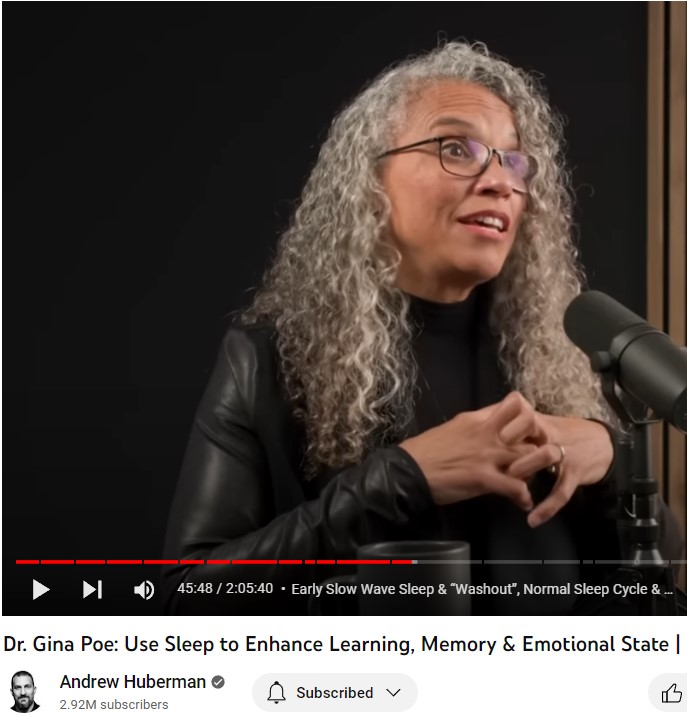 45:48 / 2:05:40 • Early Slow Wave Sleep & “Washout”, Normal Sleep Cycle & ...
Dr. Gina Poe: Use Sleep to Enhance Learning, Memory & Emotional State |
Andrew Huberman
2.92M subscribers
Subscribed